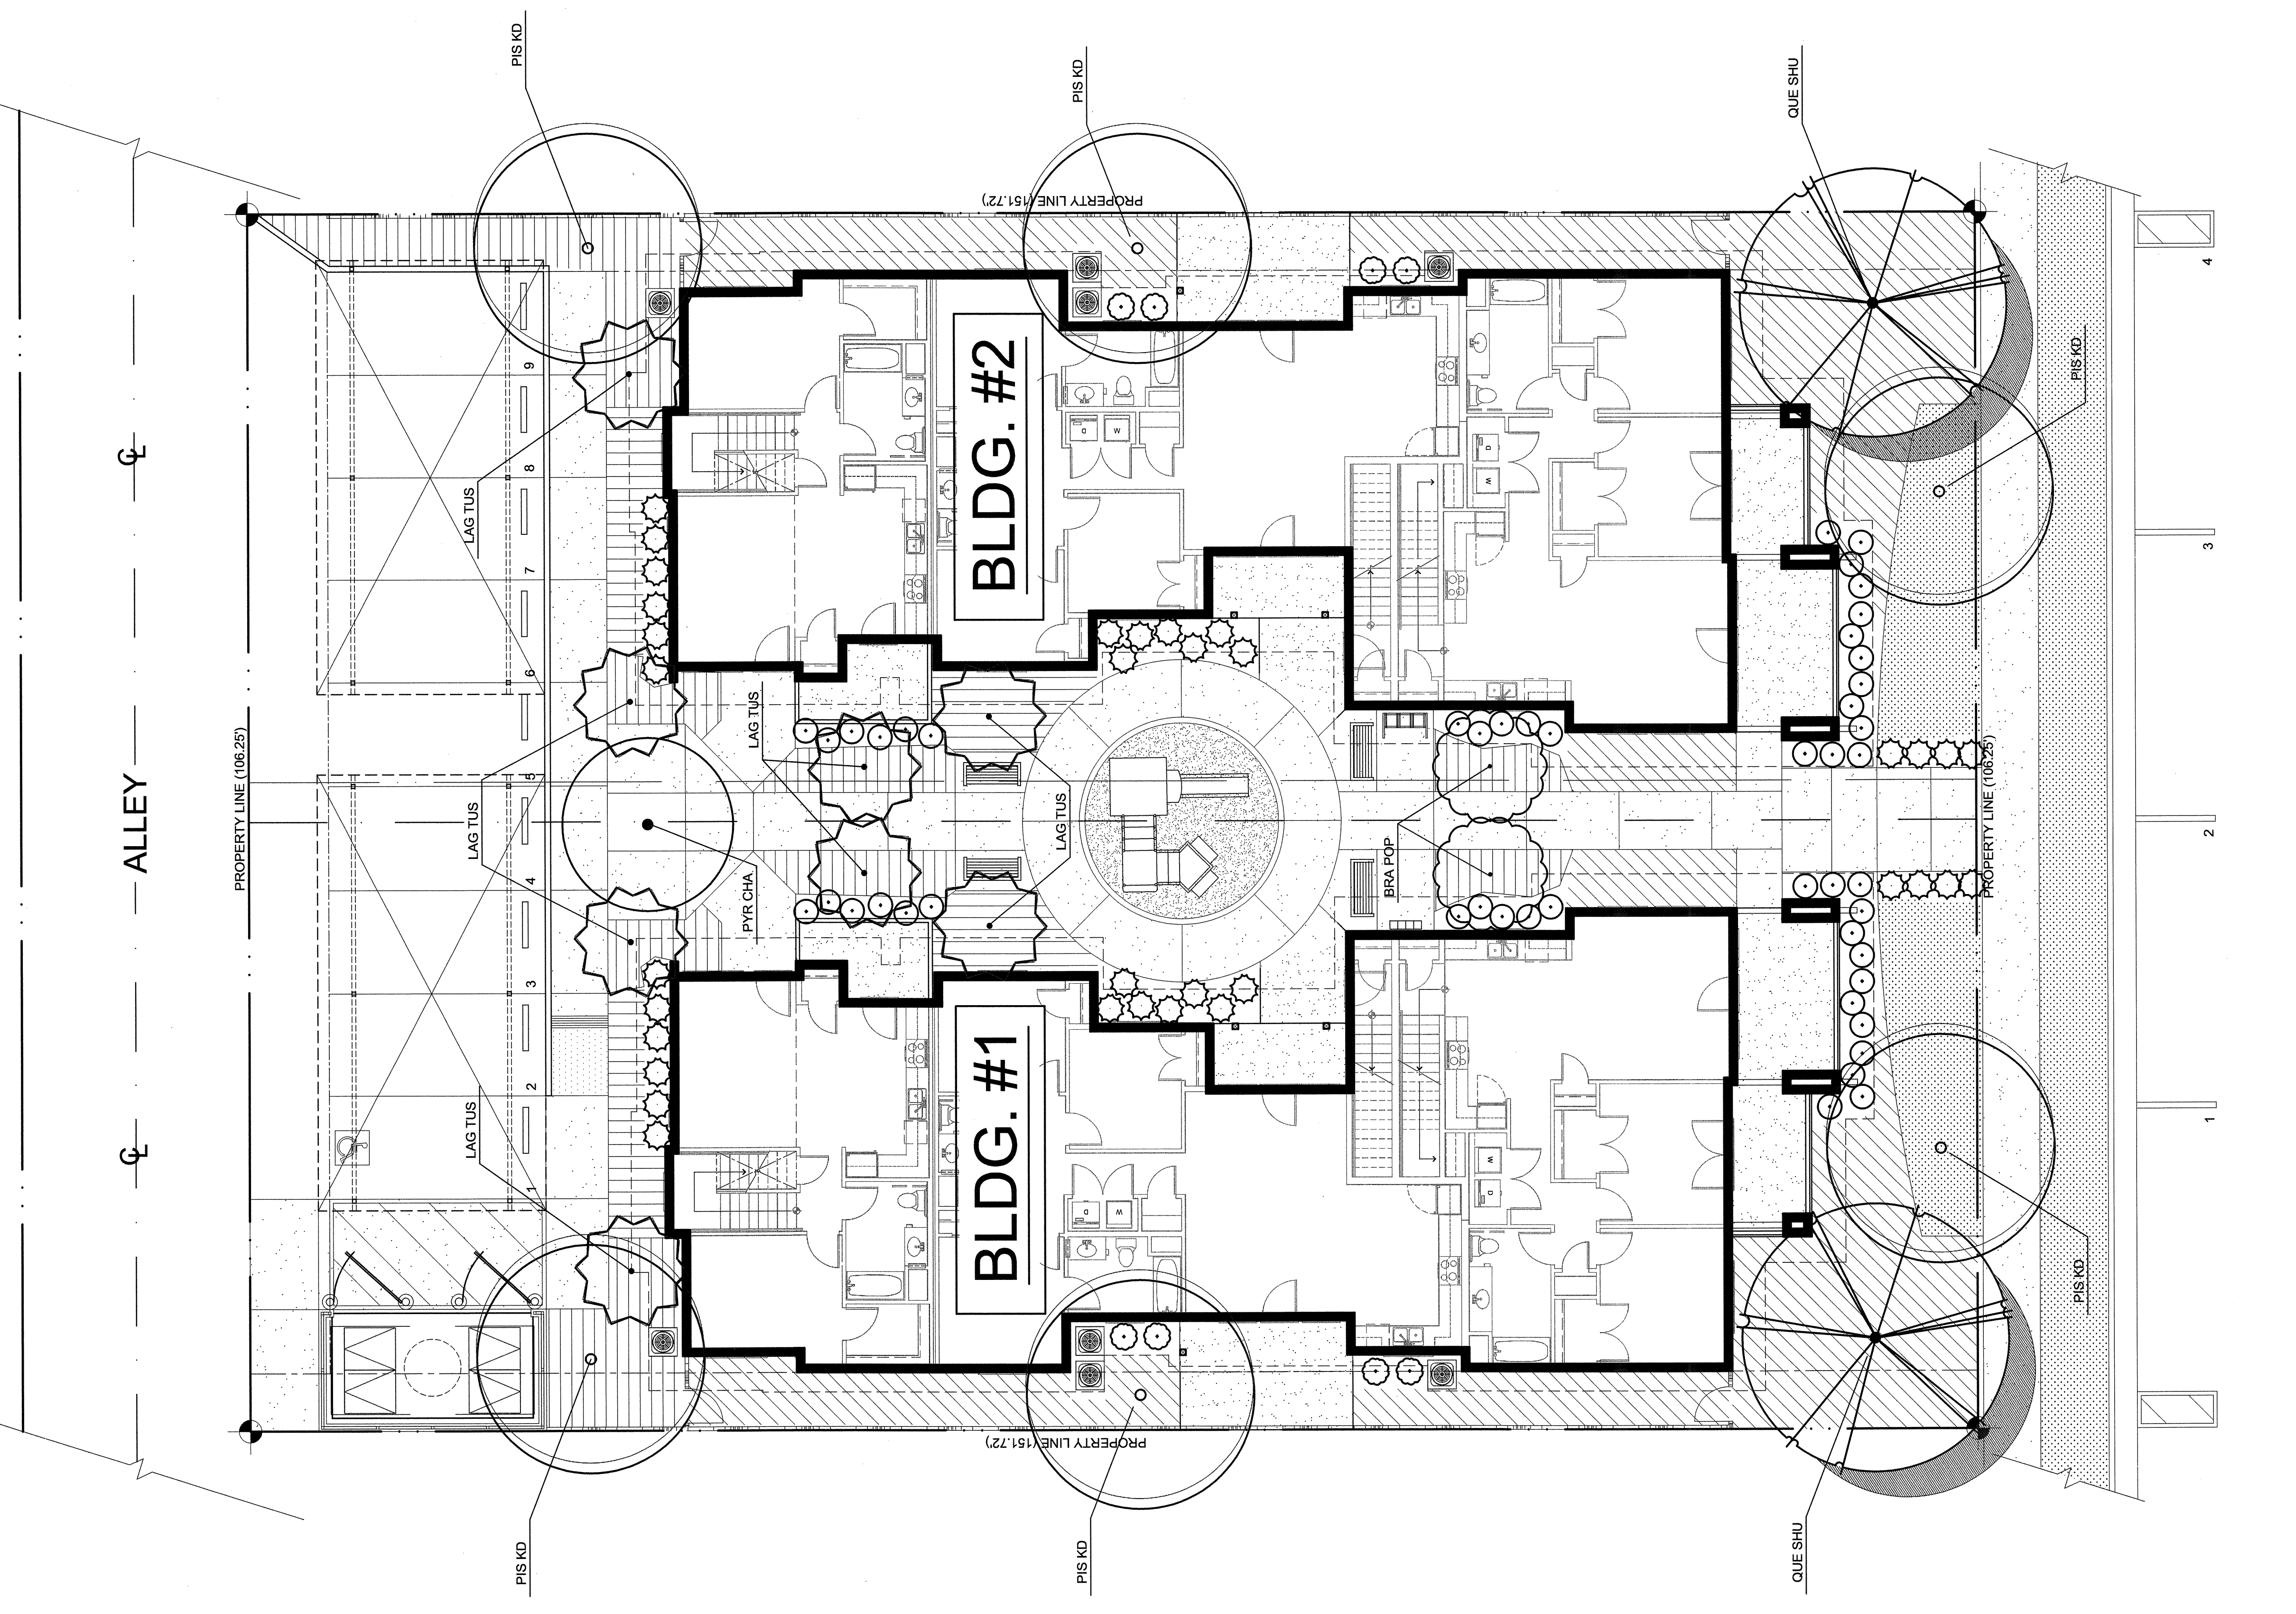 PIS KD
PIS KD
QUE SHU
PROPERTY LINE (151.72')
4
PIS KD
9
BLDG. #2
D
W
D
W
8
LAG TUS
℄
7
3
6
LAG TUS
PROPERTY LINE (106.25')
ALLEY
5
LAG TUS
LAG TUS
PROPERTY LINE (106.25')
2
4
PYR CHA.
BRA POP
3
BLDG. #1
2
LAG TUS
℄
1
1
W
D
D
W
PIS KD
PROPERTY LINE (151.72')
PIS KD
PIS KD
QUE SHU